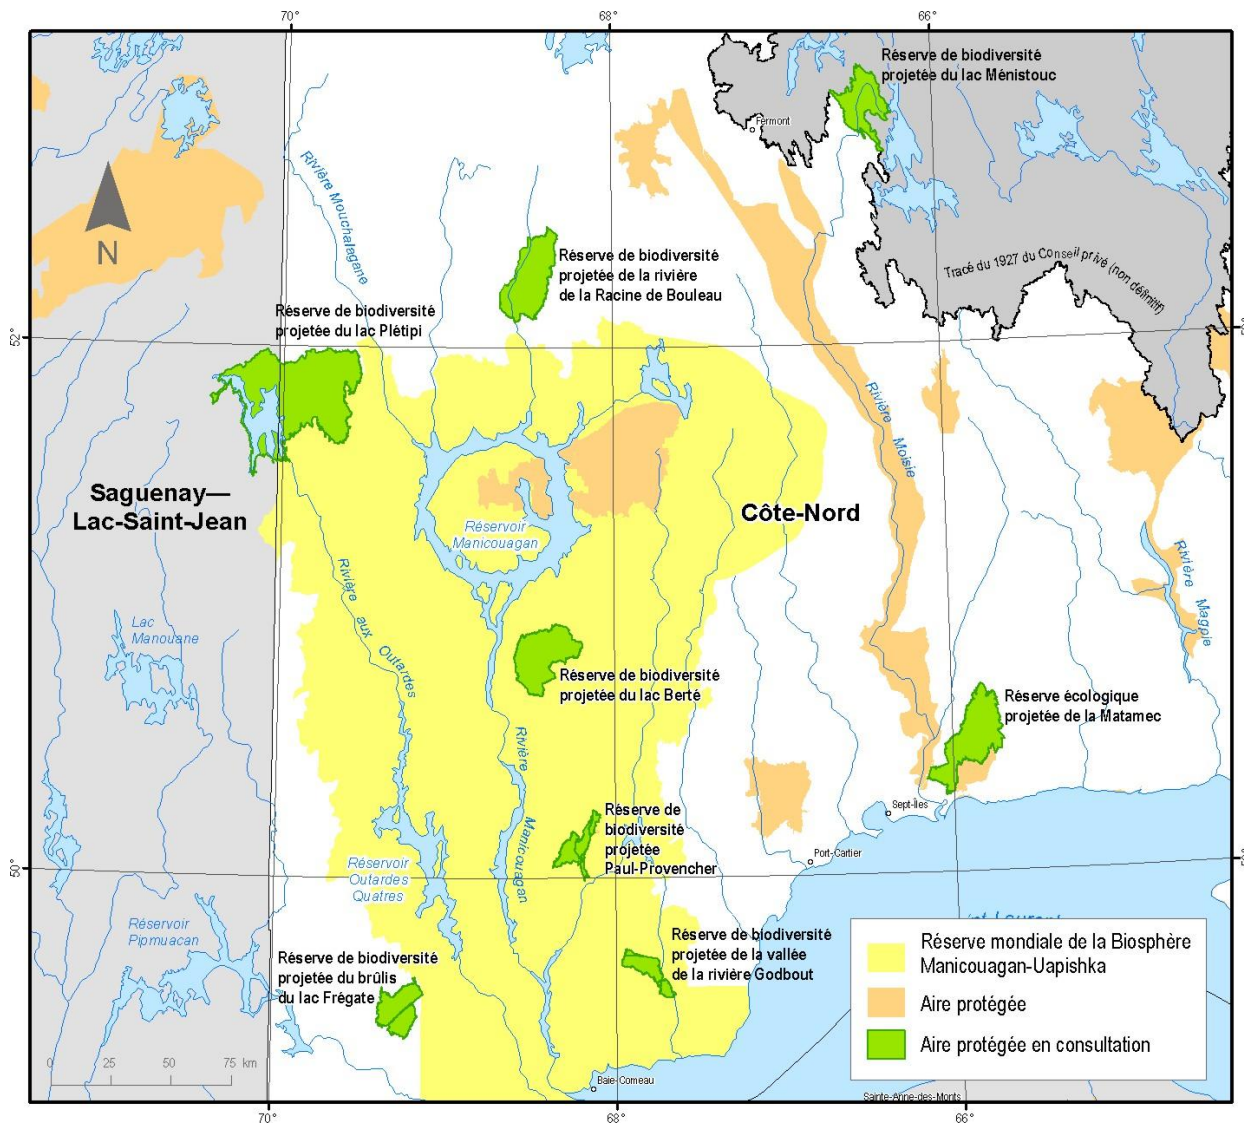 70°
68°
66°
Réserve de biodiversité
projetée du lac Ménistouc
Fermont
Rivière Mouchalagane
N
Réserve de biodiversité
projetée de la rivière
de la Racine de Bouleau
Tracé du 1927 du Conseil privé (non définitif)
Réserve de biodiversité
projetée du lac Plétipi
52°
Rivière Moisie
Saguenay—
Lac-Saint-Jean
Côte-Nord
Réservoir
Manicouagan
Rivière aux Outardes
Rivière Magpie
Lac
Manouane
Réserve de biodiversité
projetée du lac Berté
Réserve écologique
projetée de la Matamec
Rivière Manicouagan
Sept-Îles
Réserve de
biodiversité
projetée
Paul-Provencher
Port-Cartier
50°
Réservoir
Outardes
Quatres
Réservoir
Pipmuacan
Réserve de biodiversité
projetée du brûlis
du lac Frégate
Réserve de biodiversité
projetée de la vallée
de la rivière Godbout
Réserve mondiale de la Biosphère
Manicouagan-Uapishka
Aire protégée
Aire protégée en consultation
0 25 50 75 km
Baie-Comeau
Sainte-Anne-des-Monts
70°
68°
66°